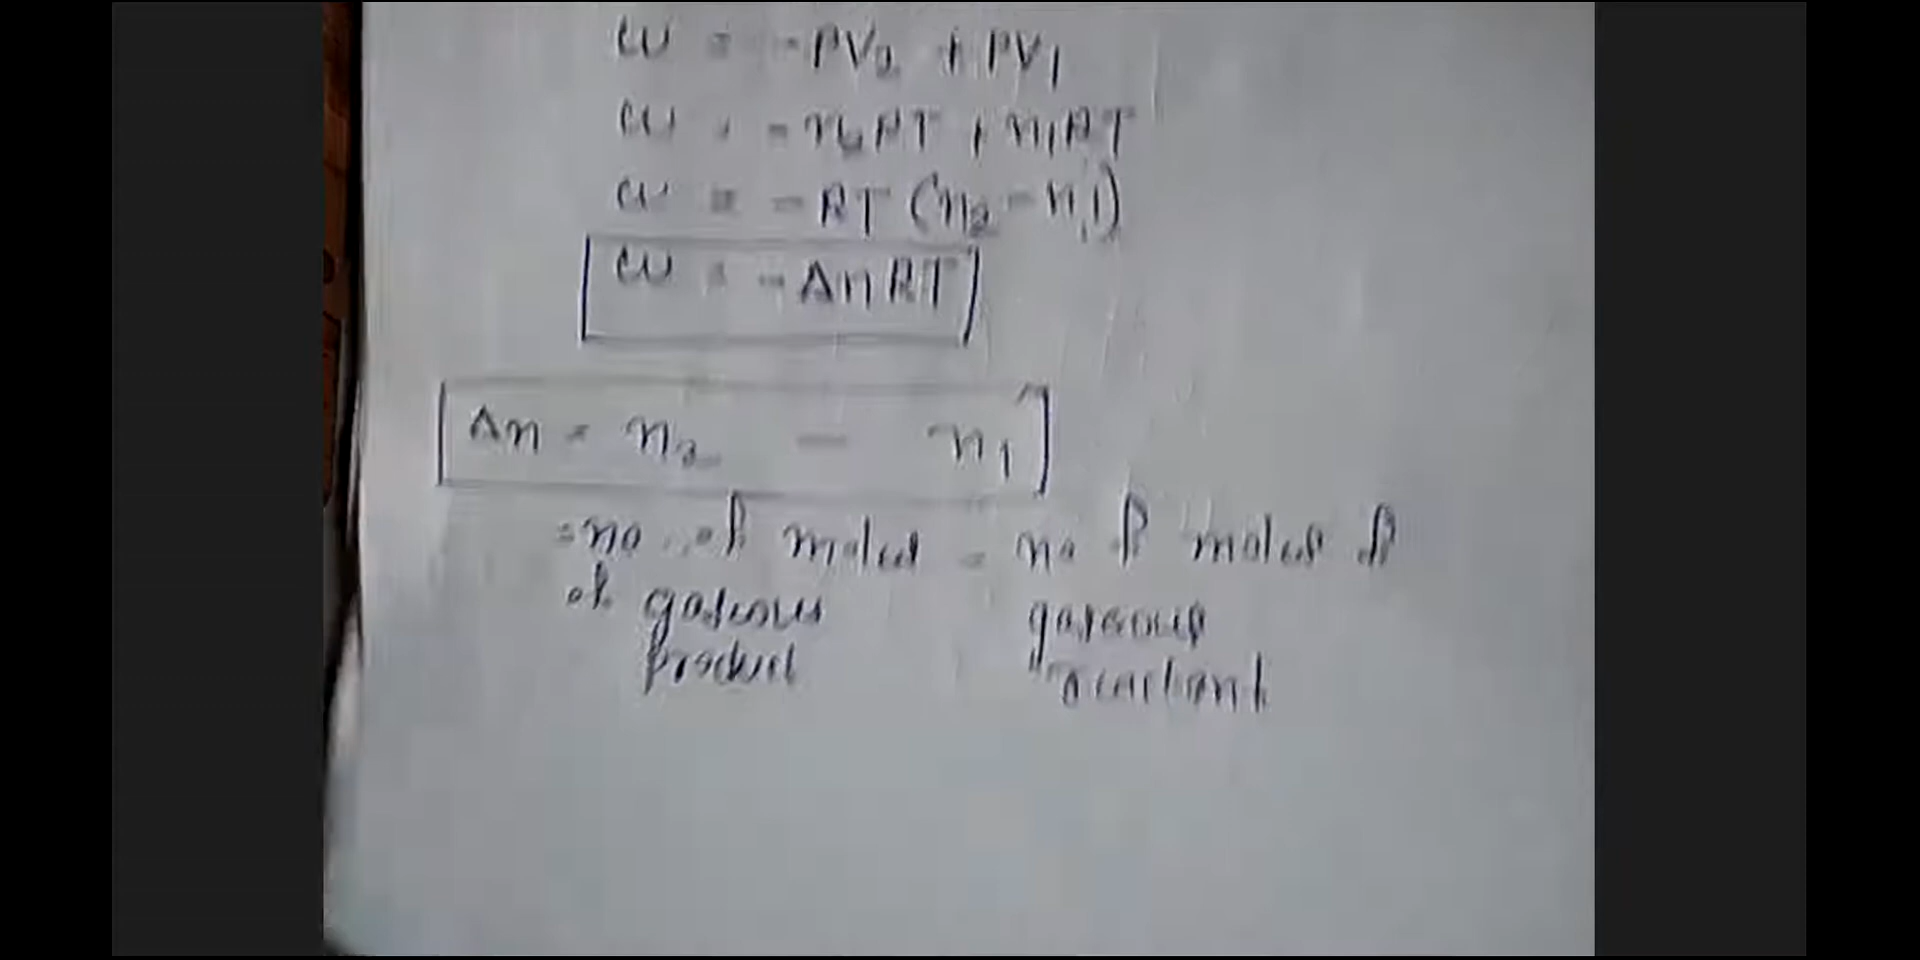 W = -PV₂ + PV₁
W = -n₂RT + n₁RT
W = -RT (n₂ - n₁)
W = -ΔnRT
Δn = n₂ - n₁
= no. of moles - no of moles of
of gaseous gaseous
product reactant